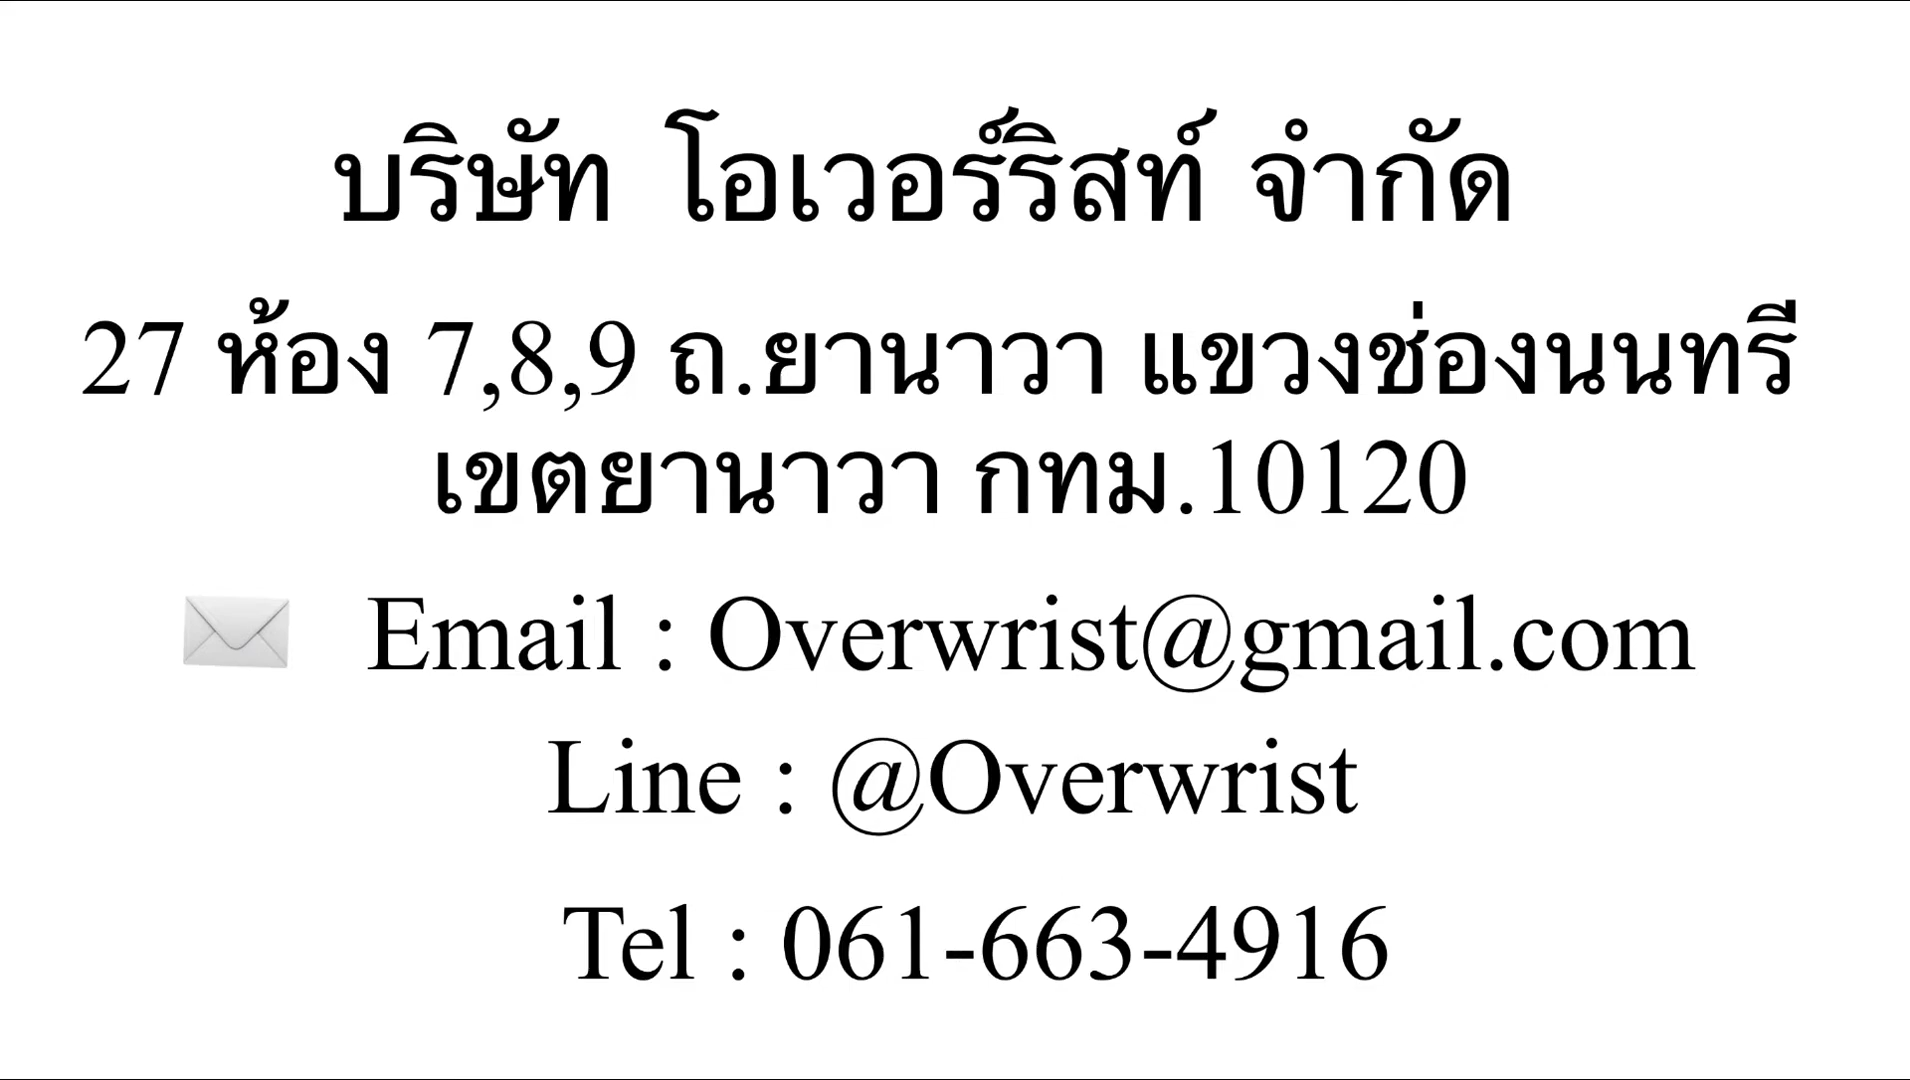 บริษัท โอเวอร์ริสท์ จำกัด
27 ห้อง 7,8,9 ถ.ยานาวา แขวงช่องนนทรี
เขตยานาวา กทม.10120
Email : Overwrist@gmail.com
Line : @Overwrist
Tel : 061-663-4916